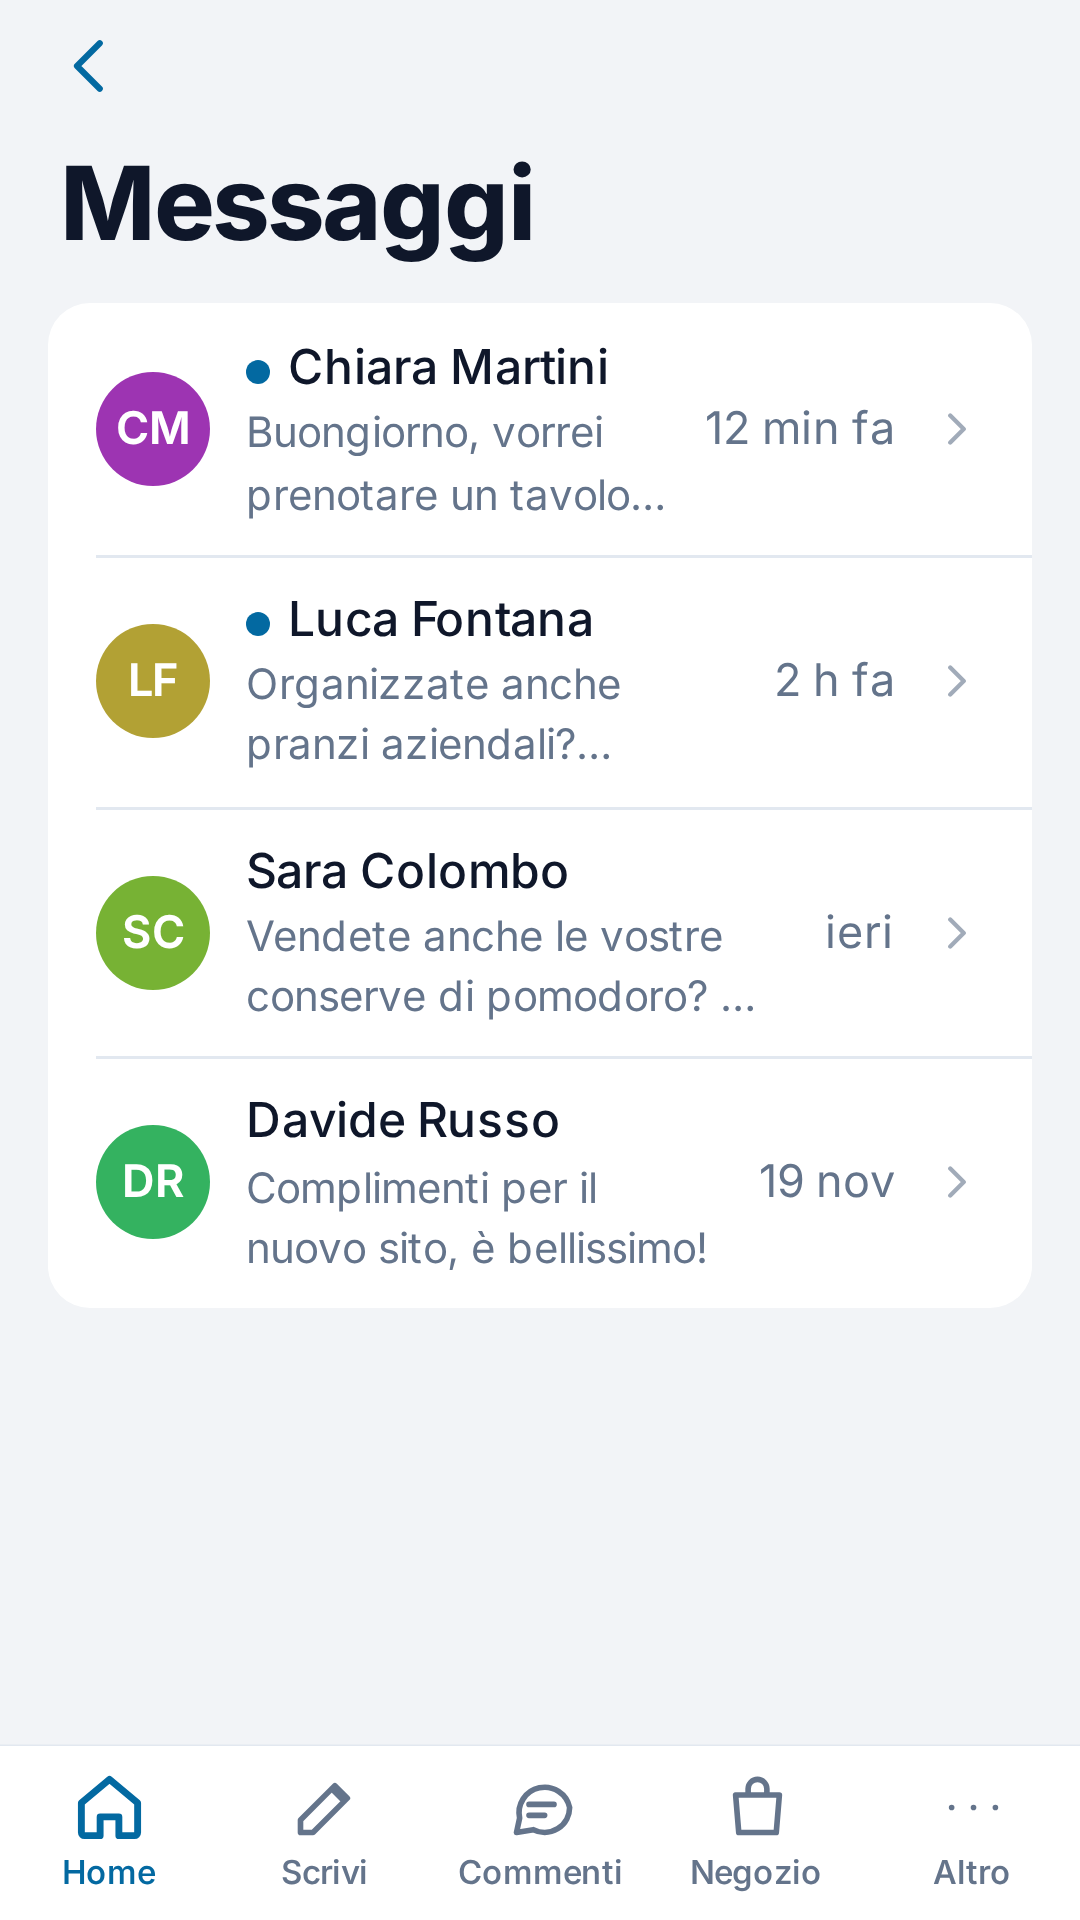 Messaggi
CM
Chiara Martini
Buongiorno, vorrei
prenotare un tavolo...
12 min fa
LF
Luca Fontana
Organizzate anche
pranzi aziendali?...
2 h fa
SC
Sara Colombo
Vendete anche le vostre
conserve di pomodoro? ...
ieri
DR
Davide Russo
Complimenti per il
nuovo sito, è bellissimo!
19 nov
Home
Scrivi
Commenti
Negozio
Altro